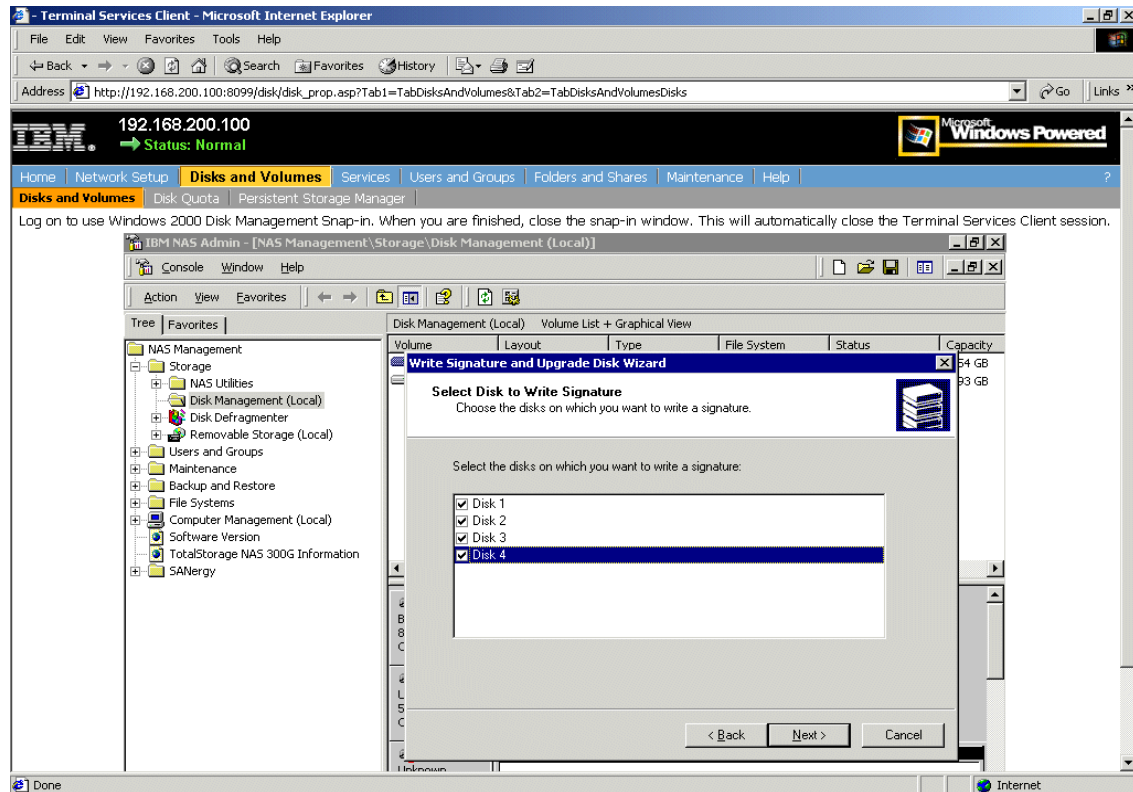 - Terminal Services Client - Microsoft Internet Explorer
File Edit View Favorites Tools Help
Back Search Favorites History
Address http://192.168.200.100:8099/disk/disk_prop.asp?Tab1=TabDisksAndVolumes&Tab2=TabDisksAndVolumesDisks Go Links »
IBM 192.168.200.100 Microsoft Windows Powered
Status: Normal
Home Network Setup Disks and Volumes Services Users and Groups Folders and Shares Maintenance Help ?
Disks and Volumes Disk Quota Persistent Storage Manager
Log on to use Windows 2000 Disk Management Snap-in. When you are finished, close the snap-in window. This will automatically close the Terminal Services Client session.
IBM NAS Admin - [NAS Management\Storage\Disk Management (Local)]
Console Window Help
Action View Favorites
Tree Favorites Disk Management (Local) Volume List + Graphical View
Volume Layout Type File System Status Capacity
NAS Management
Storage
NAS Utilities
Disk Management (Local)
Disk Defragmenter
Removable Storage (Local)
Users and Groups
Maintenance
Backup and Restore
File Systems
Computer Management (Local)
Software Version
TotalStorage NAS 300G Information
SANergy
54 GB
93 GB
Write Signature and Upgrade Disk Wizard
Select Disk to Write Signature
Choose the disks on which you want to write a signature.
Select the disks on which you want to write a signature:
Disk 1
Disk 2
Disk 3
Disk 4
B
8
L
5
< Back Next > Cancel
Unknown
Done Internet